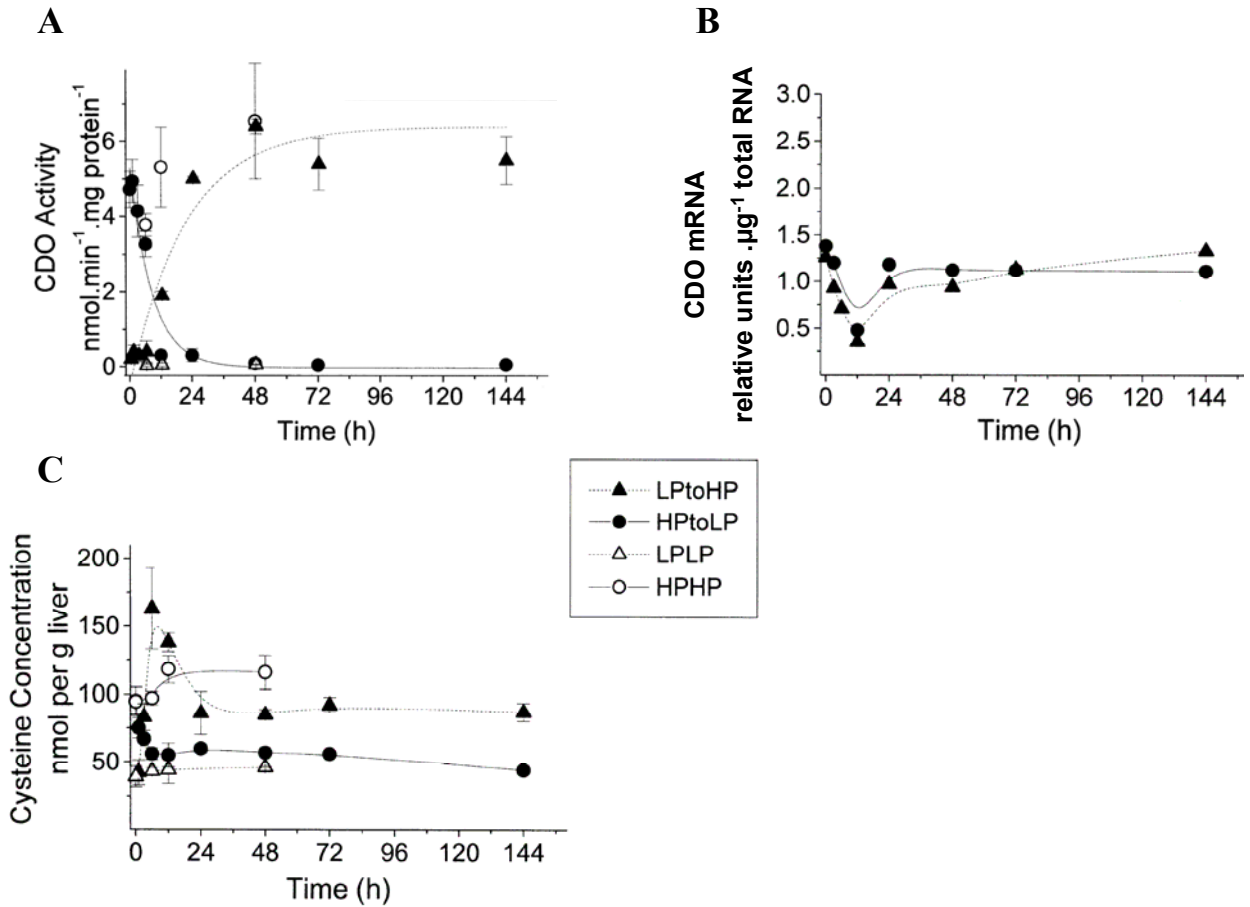 A
CDO Activity
nmol.min⁻¹.mg protein⁻¹
6
4
2
0
0 24 48 72 96 120 144
Time (h)
B
CDO mRNA
relative units .µg⁻¹ total RNA
3.0
2.5
2.0
1.5
1.0
0.5
0 24 48 72 96 120 144
Time (h)
C
Cysteine Concentration
nmol per g liver
200
150
100
50
0 24 48 72 96 120 144
Time (h)
LPtoHP
HPtoLP
LPLP
HPHP